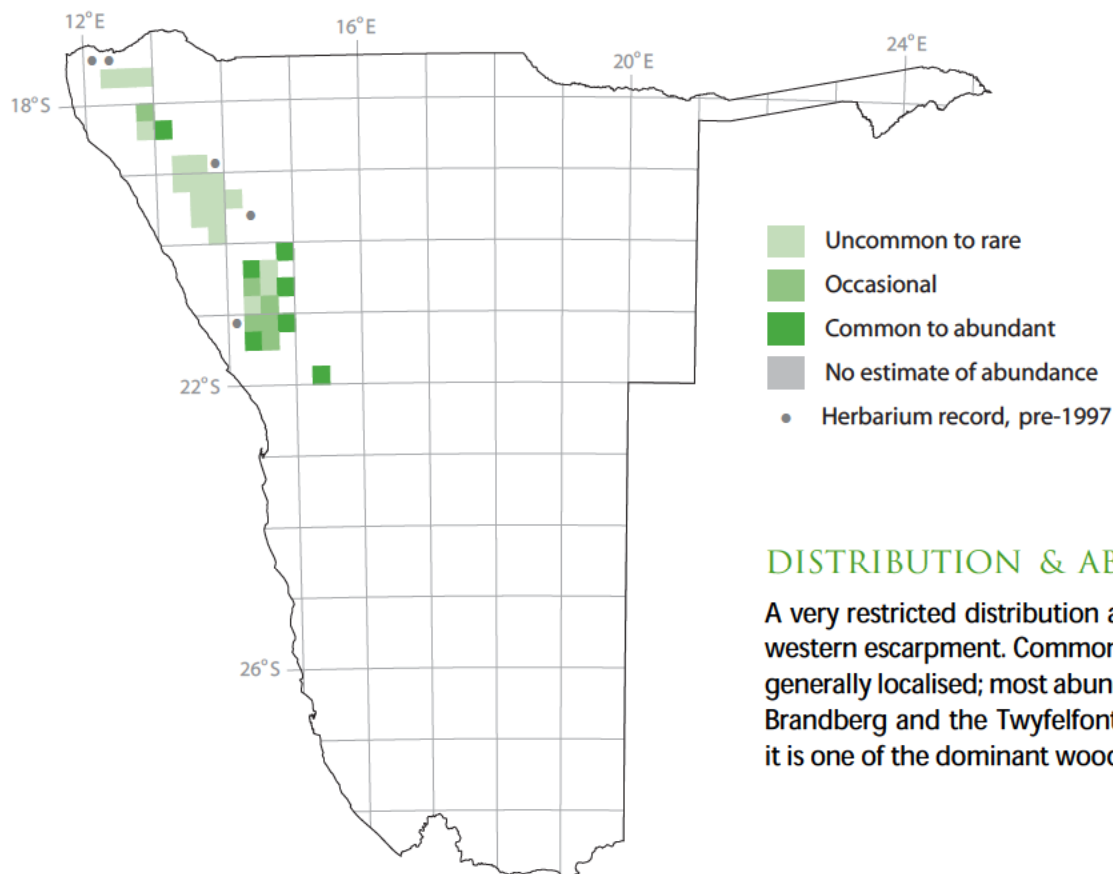 12°E
16°E
20°E
24°E
18°S
22°S
26°S
Uncommon to rare
Occasional
Common to abundant
No estimate of abundance
Herbarium record, pre-1997
DISTRIBUTION & AB
A very restricted distribution a
western escarpment. Common
generally localised; most abun
Brandberg and the Twyfelfont
it is one of the dominant wood